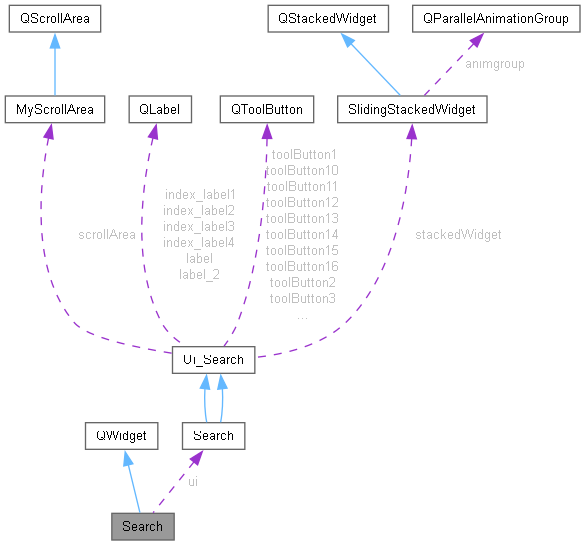 QScrollArea
QStackedWidget
QParallelAnimationGroup
animgroup
MyScrollArea
QLabel
QToolButton
SlidingStackedWidget
scrollArea
index_label1
index_label2
index_label3
index_label4
label
label_2
toolButton1
toolButton10
toolButton11
toolButton12
toolButton13
toolButton14
toolButton15
toolButton16
toolButton2
toolButton3
...
stackedWidget
Ui_Search
QWidget
Search
ui
Search